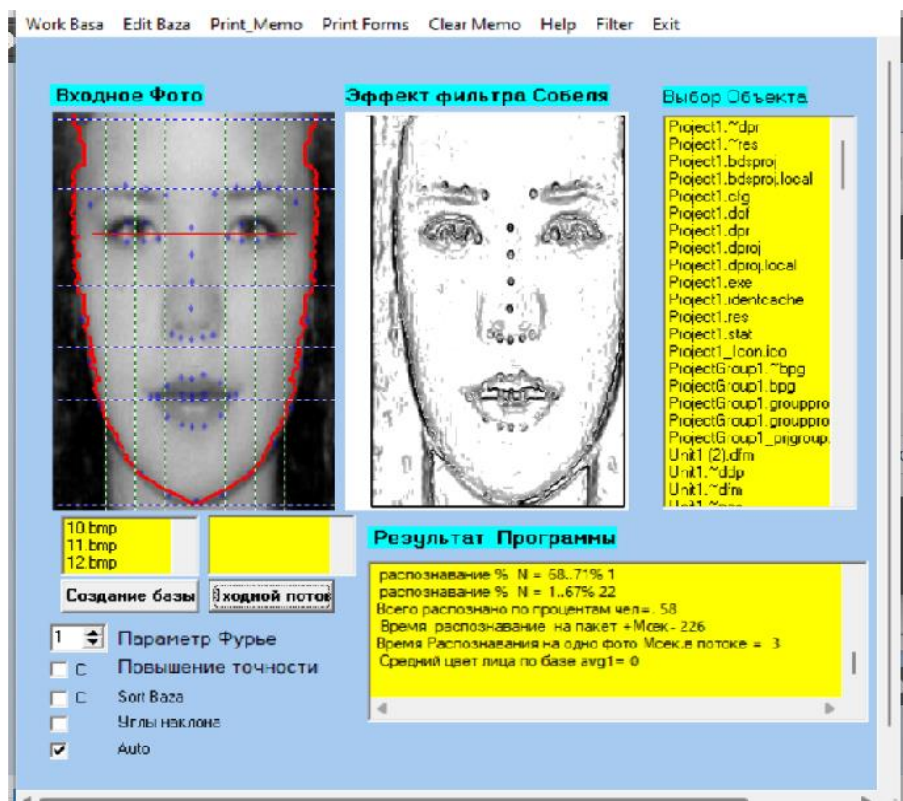 Work Basa Edit Baza Print_Memo Print Forms Clear Memo Help Filter Exit
Входное Фото
Эффект фильтра Собеля
Выбор Объекта
Project1.~dpr
Project1.~res
Project1.bdsproj
Project1.bdsproj.local
Project1.cfg
Project1.dof
Project1.dpr
Project1.dproj
Project1.dproj.local
Project1.exe
Project1.identcache
Project1.res
Project1.stat
Project1_Icon.ico
ProjectGroup1.~bpg
ProjectGroup1.bpg
ProjectGroup1.grouppro
ProjectGroup1.grouppro
ProjectGroup1_prjgroup.
Unit1 (2).dfm
Unit1.~ddp
Unit1.~dfm
10.bmp
11.bmp
12.bmp
Создание базы
Входной поток
Результат Программы
распознавание % N = 68..71% 1
распознавание % N = 1..67% 22
Всего распознано по процентам чел=. 58
Время распознавание на пакет +Мсек- 226
Время Распознавания на одно фото Мсек.в потоке = 3
Средний цвет лица по базе avg1= 0
1 Параметр Фурье
C Повышение точности
C Sort Baza
Углы наклона
Auto